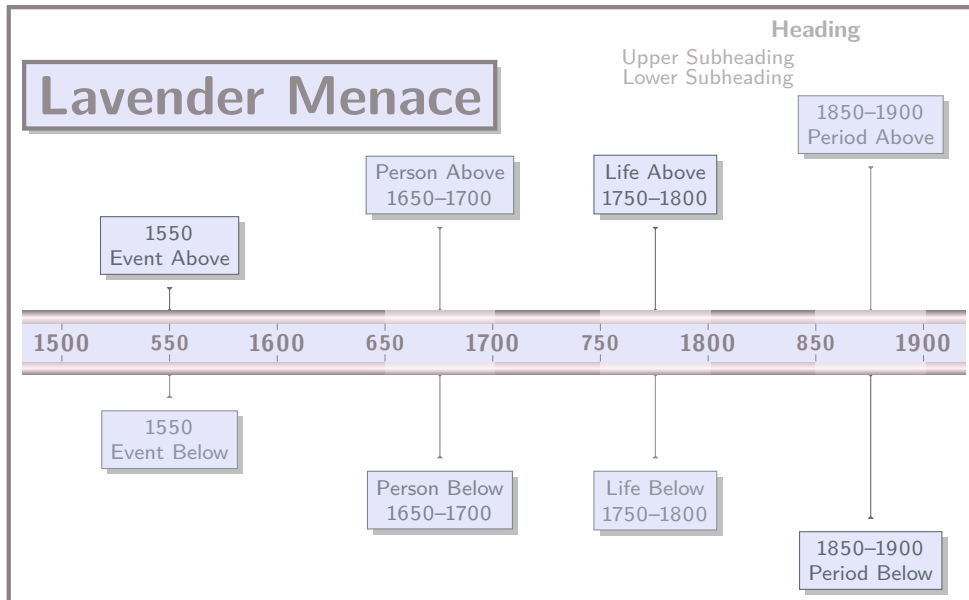 Heading
Upper Subheading
Lower Subheading
Lavender Menace
1850–1900
Period Above
Person Above
1650–1700
Life Above
1750–1800
1550
Event Above
1500 550 1600 650 1700 750 1800 850 1900
1550
Event Below
Person Below
1650–1700
Life Below
1750–1800
1850–1900
Period Below